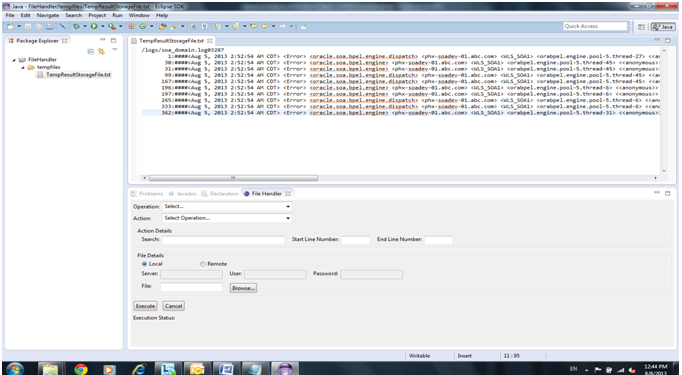 Java - FileHandler/tempfiles/TempResultStorageFile.txt - Eclipse SDK
File Edit Navigate Search Project Run Window Help
Quick Access
Java
Package Explorer
FileHandler
tempfiles
TempResultStorageFile.txt
TempResultStorageFile.txt
/logs/soa_domain.log03287
1:####<Aug 5, 2013 2:52:54 AM CDT> <Error> <oracle.soa.bpel.engine.dispatch> <phx-soadev-01.abc.com> <WLS_SOA1> <orabpel.engine.pool-5.thread-27> <<anonymous>
30:####<Aug 5, 2013 2:52:54 AM CDT> <Error> <oracle.soa.bpel.engine> <phx-soadev-01.abc.com> <WLS_SOA1> <orabpel.engine.pool-5.thread-45> <<anonymous>>
31:####<Aug 5, 2013 2:52:54 AM CDT> <Error> <oracle.soa.bpel.engine.dispatch> <phx-soadev-01.abc.com> <WLS_SOA1> <orabpel.engine.pool-5.thread-45> <<anonymous>
99:####<Aug 5, 2013 2:52:54 AM CDT> <Error> <oracle.soa.bpel.engine.dispatch> <phx-soadev-01.abc.com> <WLS_SOA1> <orabpel.engine.pool-5.thread-45> <<anonymous>
167:####<Aug 5, 2013 2:52:54 AM CDT> <Error> <oracle.soa.bpel.engine.dispatch> <phx-soadev-01.abc.com> <WLS_SOA1> <orabpel.engine.pool-5.thread-45> <<anonymous>
196:####<Aug 5, 2013 2:52:54 AM CDT> <Error> <oracle.soa.bpel.engine> <phx-soadev-01.abc.com> <WLS_SOA1> <orabpel.engine.pool-5.thread-6> <<anonymous>>
197:####<Aug 5, 2013 2:52:54 AM CDT> <Error> <oracle.soa.bpel.engine.dispatch> <phx-soadev-01.abc.com> <WLS_SOA1> <orabpel.engine.pool-5.thread-6> <<anonymous>
265:####<Aug 5, 2013 2:52:54 AM CDT> <Error> <oracle.soa.bpel.engine.dispatch> <phx-soadev-01.abc.com> <WLS_SOA1> <orabpel.engine.pool-5.thread-6> <<anonymous>
333:####<Aug 5, 2013 2:52:54 AM CDT> <Error> <oracle.soa.bpel.engine.dispatch> <phx-soadev-01.abc.com> <WLS_SOA1> <orabpel.engine.pool-5.thread-6> <<anonymous>
362:####<Aug 5, 2013 2:52:54 AM CDT> <Error> <oracle.soa.bpel.engine> <phx-soadev-01.abc.com> <WLS_SOA1> <orabpel.engine.pool-5.thread-31> <<anonymous>>
Problems Javadoc Declaration File Handler
Operation: Select...
Action: Select Operation...
Action Details
Search: Start Line Number: End Line Number:
File Details
Local Remote
Server: User: Password:
File: Browse...
Execute Cancel
Execution Status:
Writable Insert 11 : 95
EN 12:44 PM
8/8/2013